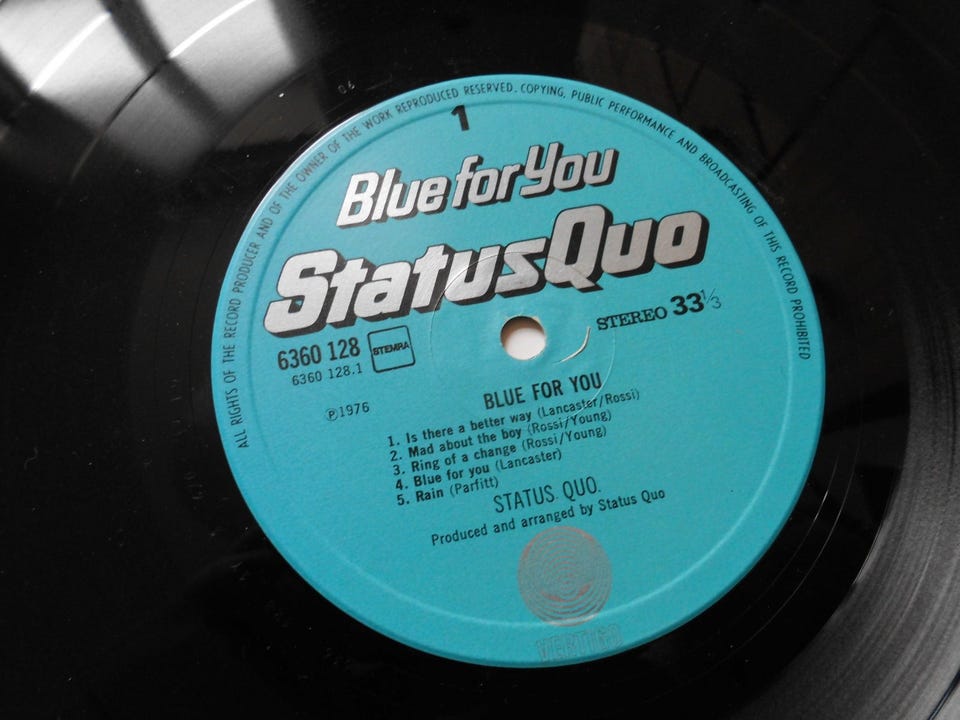 ALL RIGHTS OF THE RECORD PRODUCER AND OF THE OWNER OF THE WORK REPRODUCED RESERVED. COPYING, PUBLIC PERFORMANCE AND BROADCASTING OF THIS RECORD PROHIBITED
1
Blue for You
Status Quo
STEREO 33 1/3
6360 128
6360 128.1
STEMRA
℗1976
BLUE FOR YOU
1. Is there a better way (Lancaster/Rossi)
2. Mad about the boy (Rossi/Young)
3. Ring of a change (Rossi/Young)
4. Blue for you (Lancaster)
5. Rain (Parfitt)
STATUS QUO.
Produced and arranged by Status Quo
VERTIGO